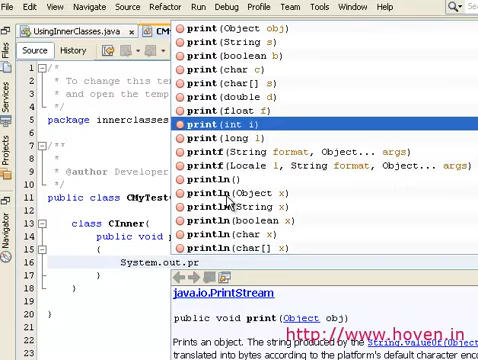 File Edit View Navigate Source Refactor Run Debug Profile Team Tools Window Help
UsingInnerClasses.java
Source History
Files
Services
Projects
Navigator
1 /*
2 * To change this te
3 * and open the temp
4 */
5 package innerclasses
6
7 /**
8 *
9 * @author Developer
10 */
11 public class CMyTest
12
13 class CInner{
14 public void p
15 {
16 System.out.pr
17 }
18 }
19
20 }
21
22
23
print(Object obj)
print(String s)
print(boolean b)
print(char c)
print(char[] s)
print(double d)
print(float f)
print(int i)
print(long l)
printf(String format, Object... args)
printf(Locale l, String format, Object... args)
println()
println(Object x)
println(String x)
println(boolean x)
println(char x)
println(char[] x)
java.io.PrintStream
public void print(Object obj)
Prints an object. The string produced by the String.valueOf(Object
translated into bytes according to the platform's default character enc
http://www.hoven.in